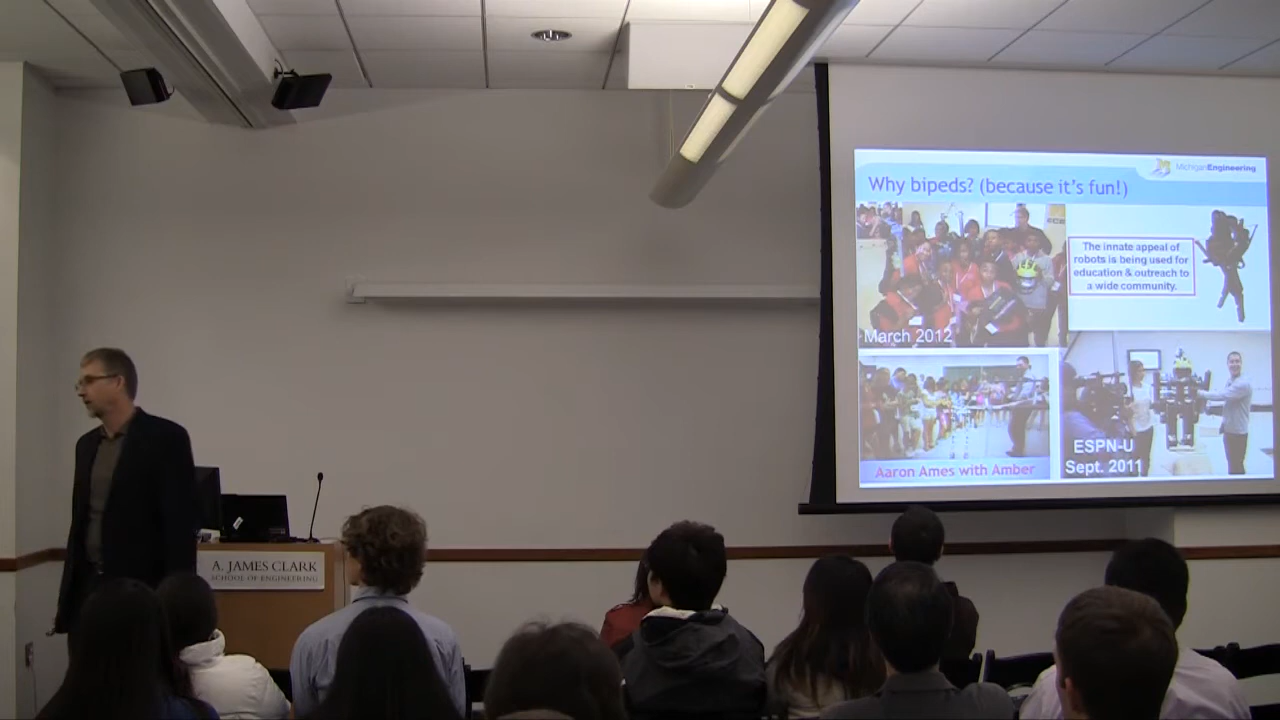 MichiganEngineering
Why bipeds? (because it's fun!)
The innate appeal of
robots is being used for
education & outreach to
a wide community.
March 2012
ESPN-U
Sept. 2011
Aaron Ames with Amber
A. JAMES CLARK
SCHOOL OF ENGINEERING